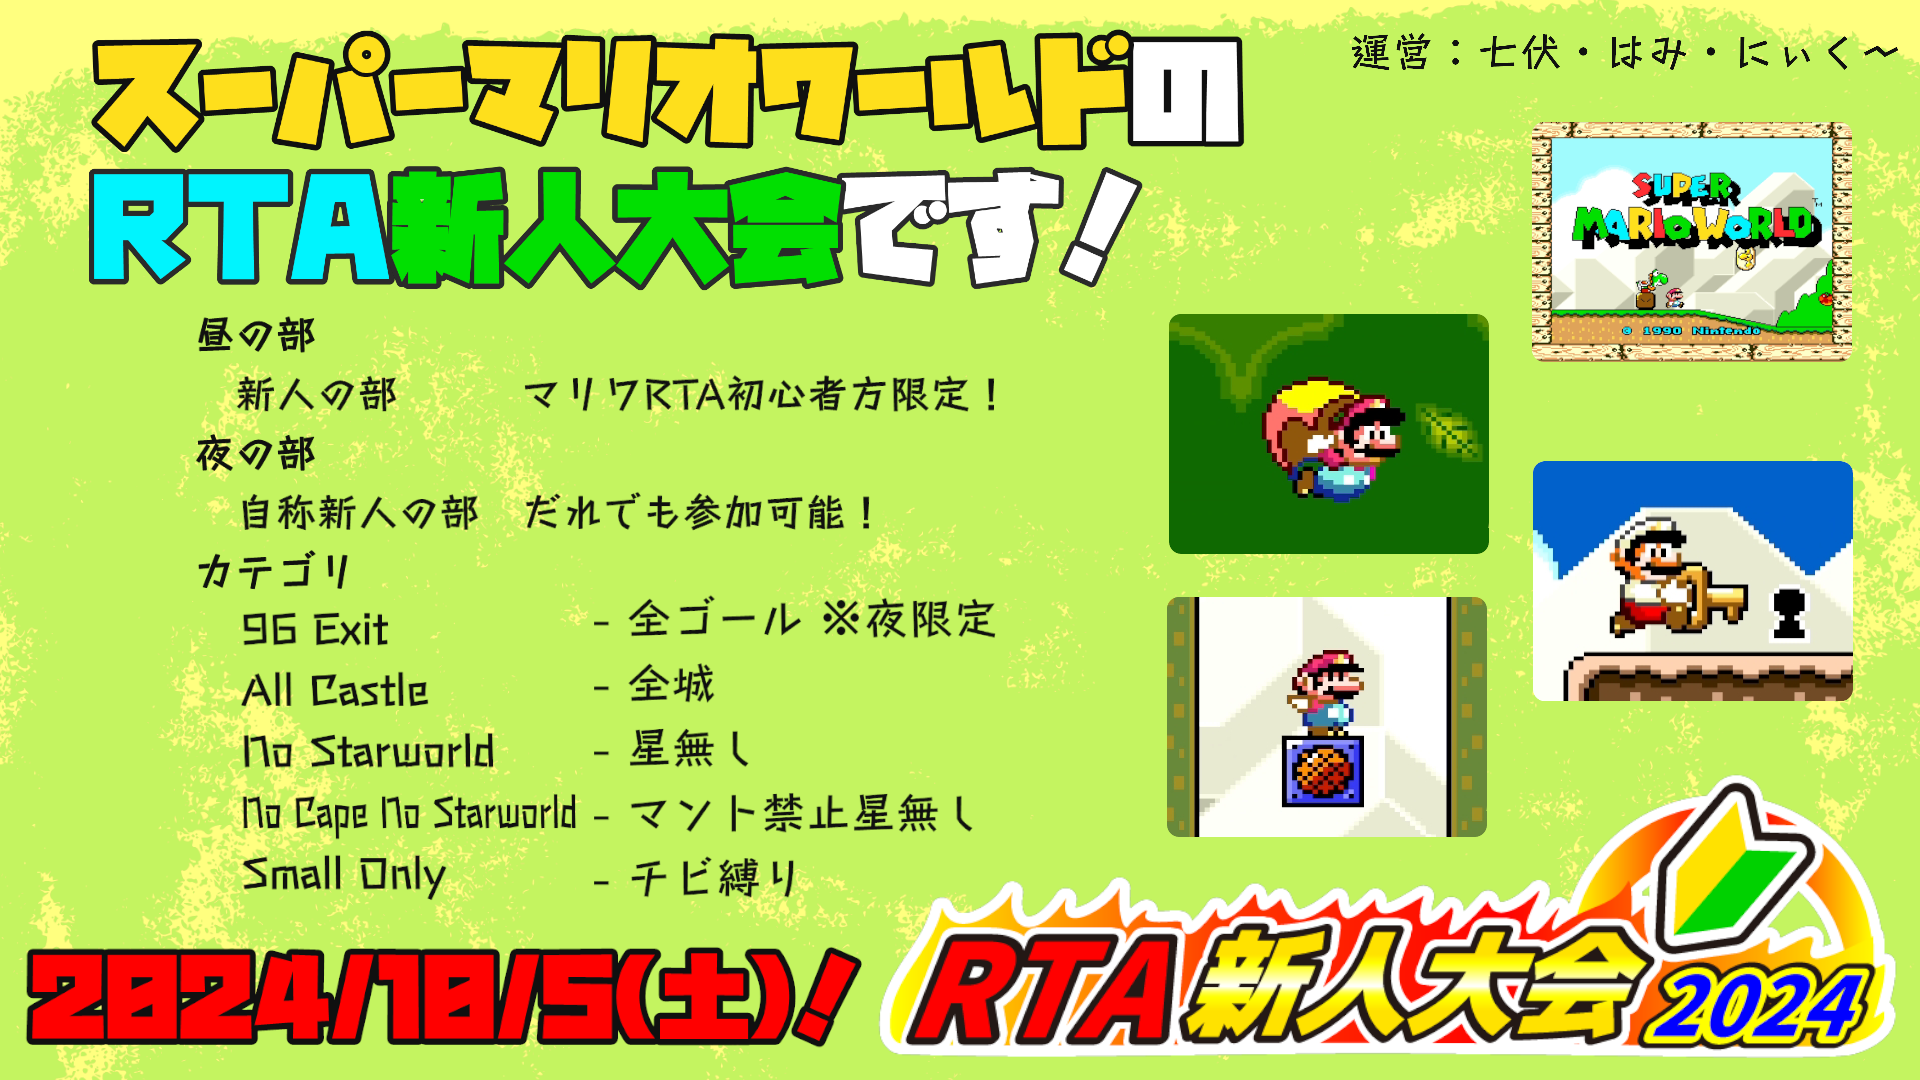 スーパーマリオワールドの
RTA新人大会です!
運営：七伏・はみ・にぃく～
SUPER
MARIO WORLD
TM
© 1990 Nintendo
昼の部
新人の部 マリワRTA初心者方限定！
夜の部
自称新人の部 だれでも参加可能！
カテゴリ
96 Exit - 全ゴール ※夜限定
All Castle - 全城
No Starworld - 星無し
No Cape No Starworld - マント禁止星無し
Small Only - チビ縛り
2024/10/5(土)!
RTA新人大会2024